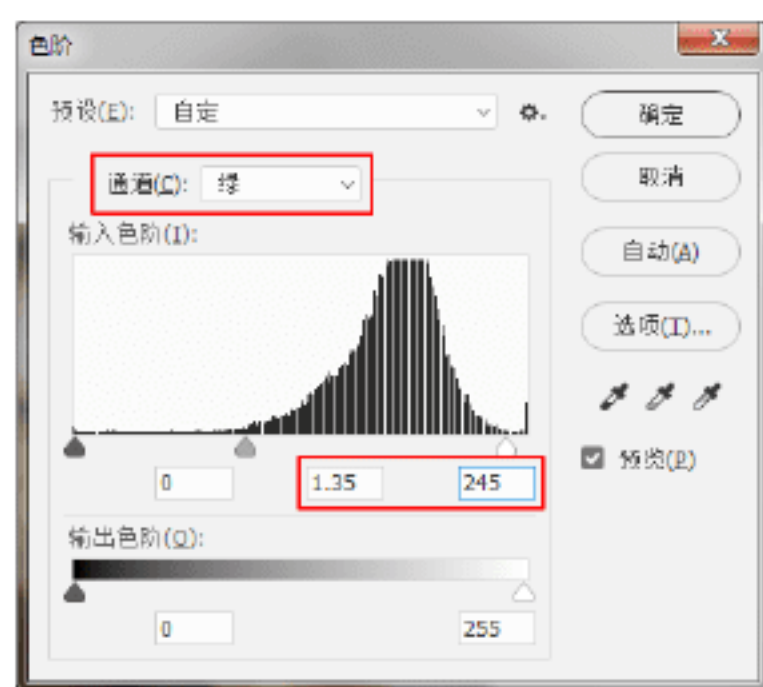 色阶
预设(E): 自定
确定
通道(C): 绿
取消
输入色阶(I):
自动(A)
选项(T)...
0 1.35 245
预览(P)
输出色阶(O):
0 255